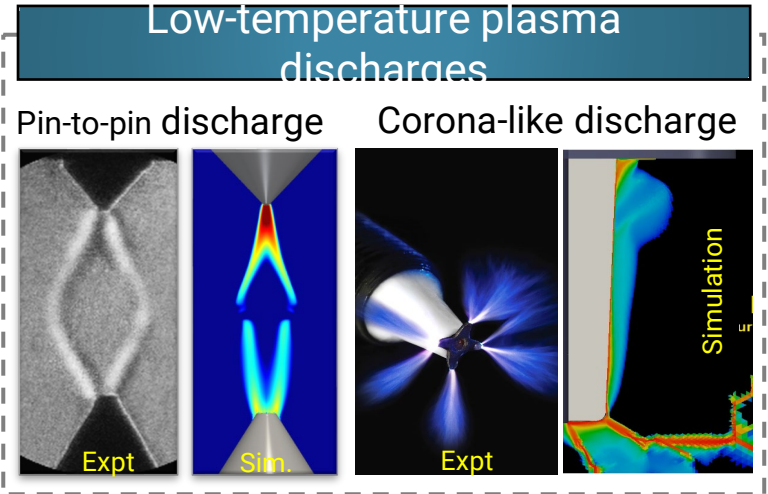 Low-temperature plasma
discharges
Pin-to-pin discharge
Corona-like discharge
Expt
Sim.
Expt
Simulation